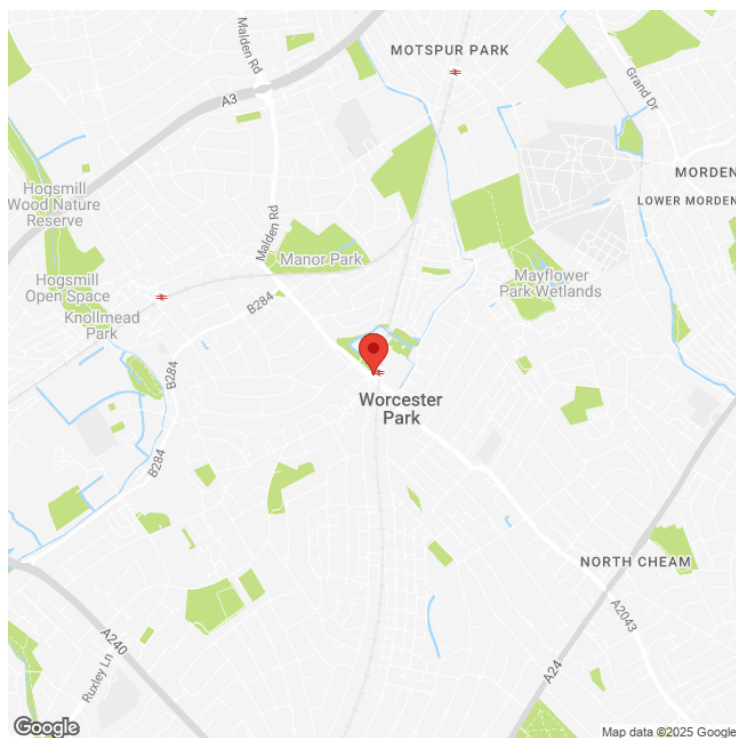 MOTSPUR PARK
Malden Rd
A3
Grand Dr
MORDEN
LOWER MORDEN
Hogsmill
Wood Nature
Reserve
Malden Rd
Manor Park
Hogsmill
Open Space
Mayflower
Park Wetlands
B284
Knollmead
Park
B284
Worcester
Park
B284
NORTH CHEAM
A2043
A240
Ruxley Ln
A24
Google
Map data ©2025 Google